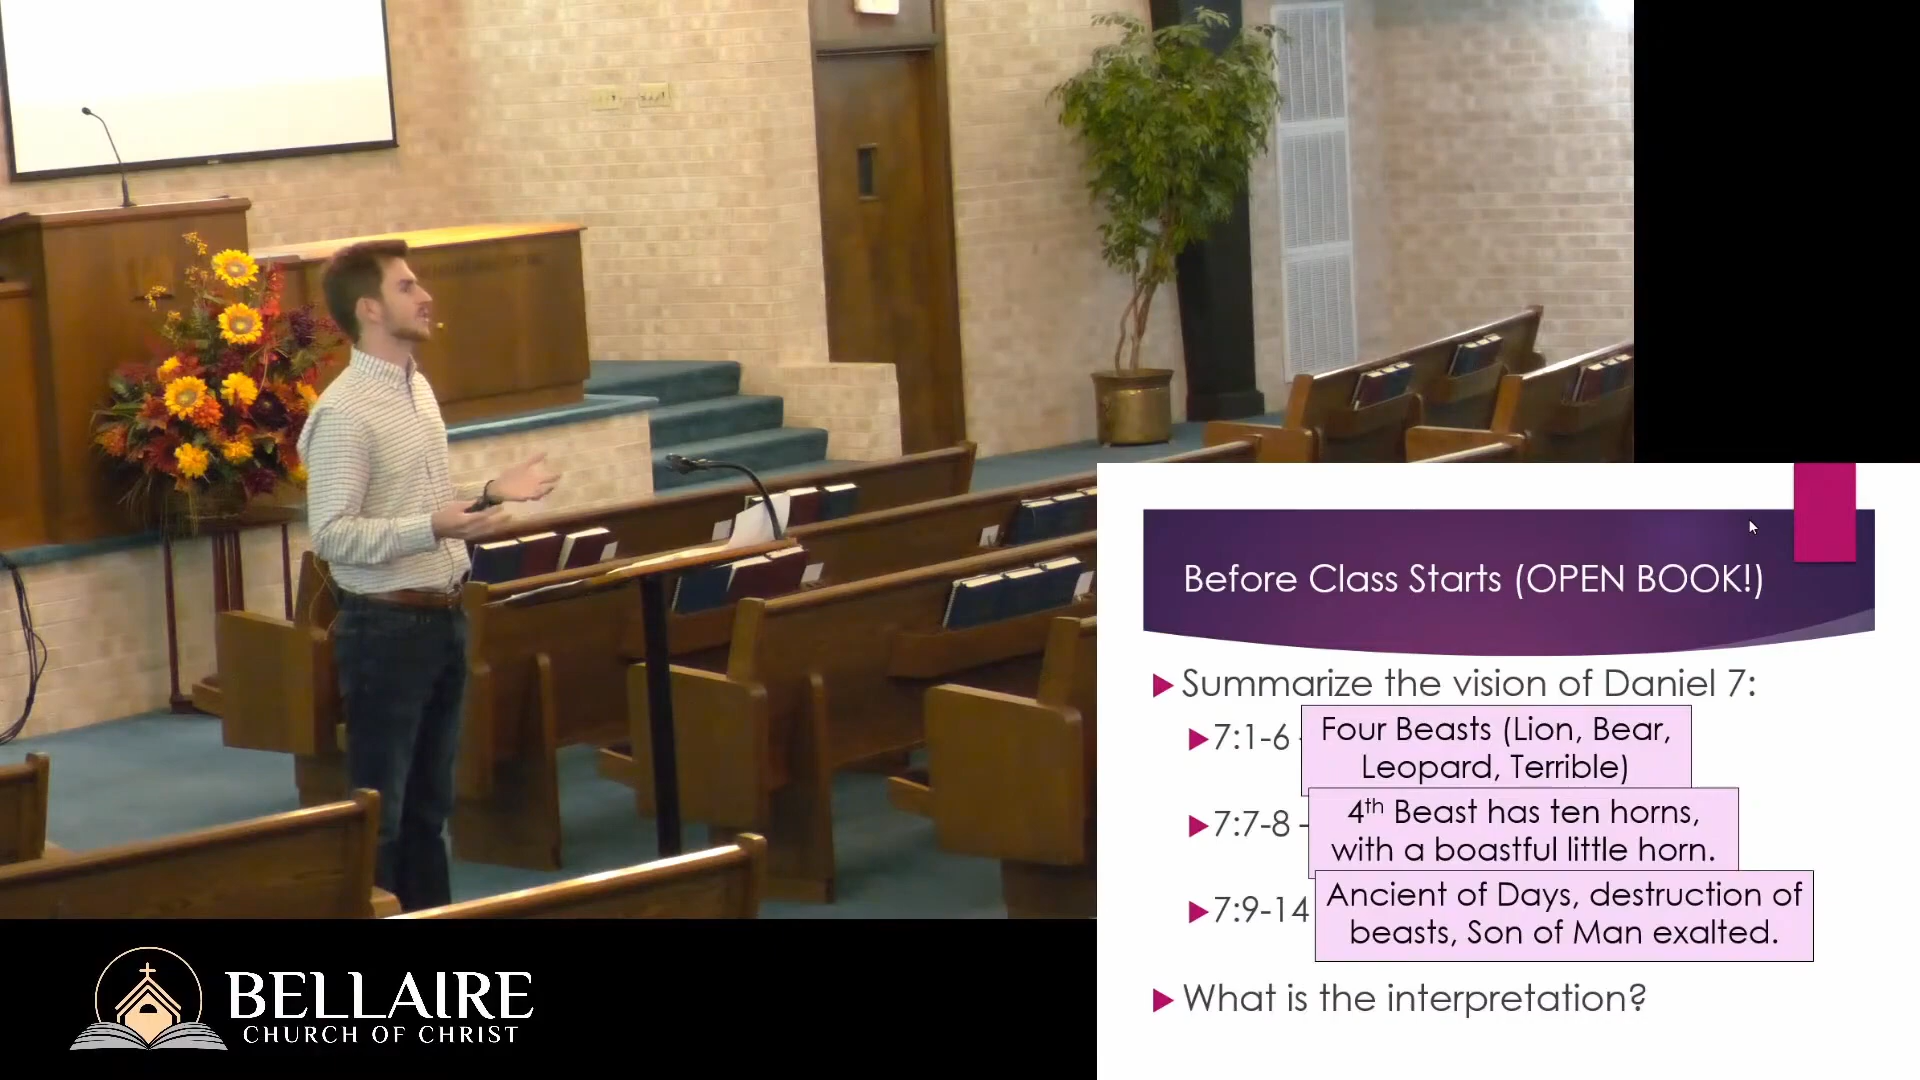 Before Class Starts (OPEN BOOK!)
Summarize the vision of Daniel 7:
7:1-6 -
Four Beasts (Lion, Bear,
Leopard, Terrible)
7:7-8 -
4th Beast has ten horns,
with a boastful little horn.
7:9-14
Ancient of Days, destruction of
beasts, Son of Man exalted.
What is the interpretation?
BELLAIRE
CHURCH OF CHRIST